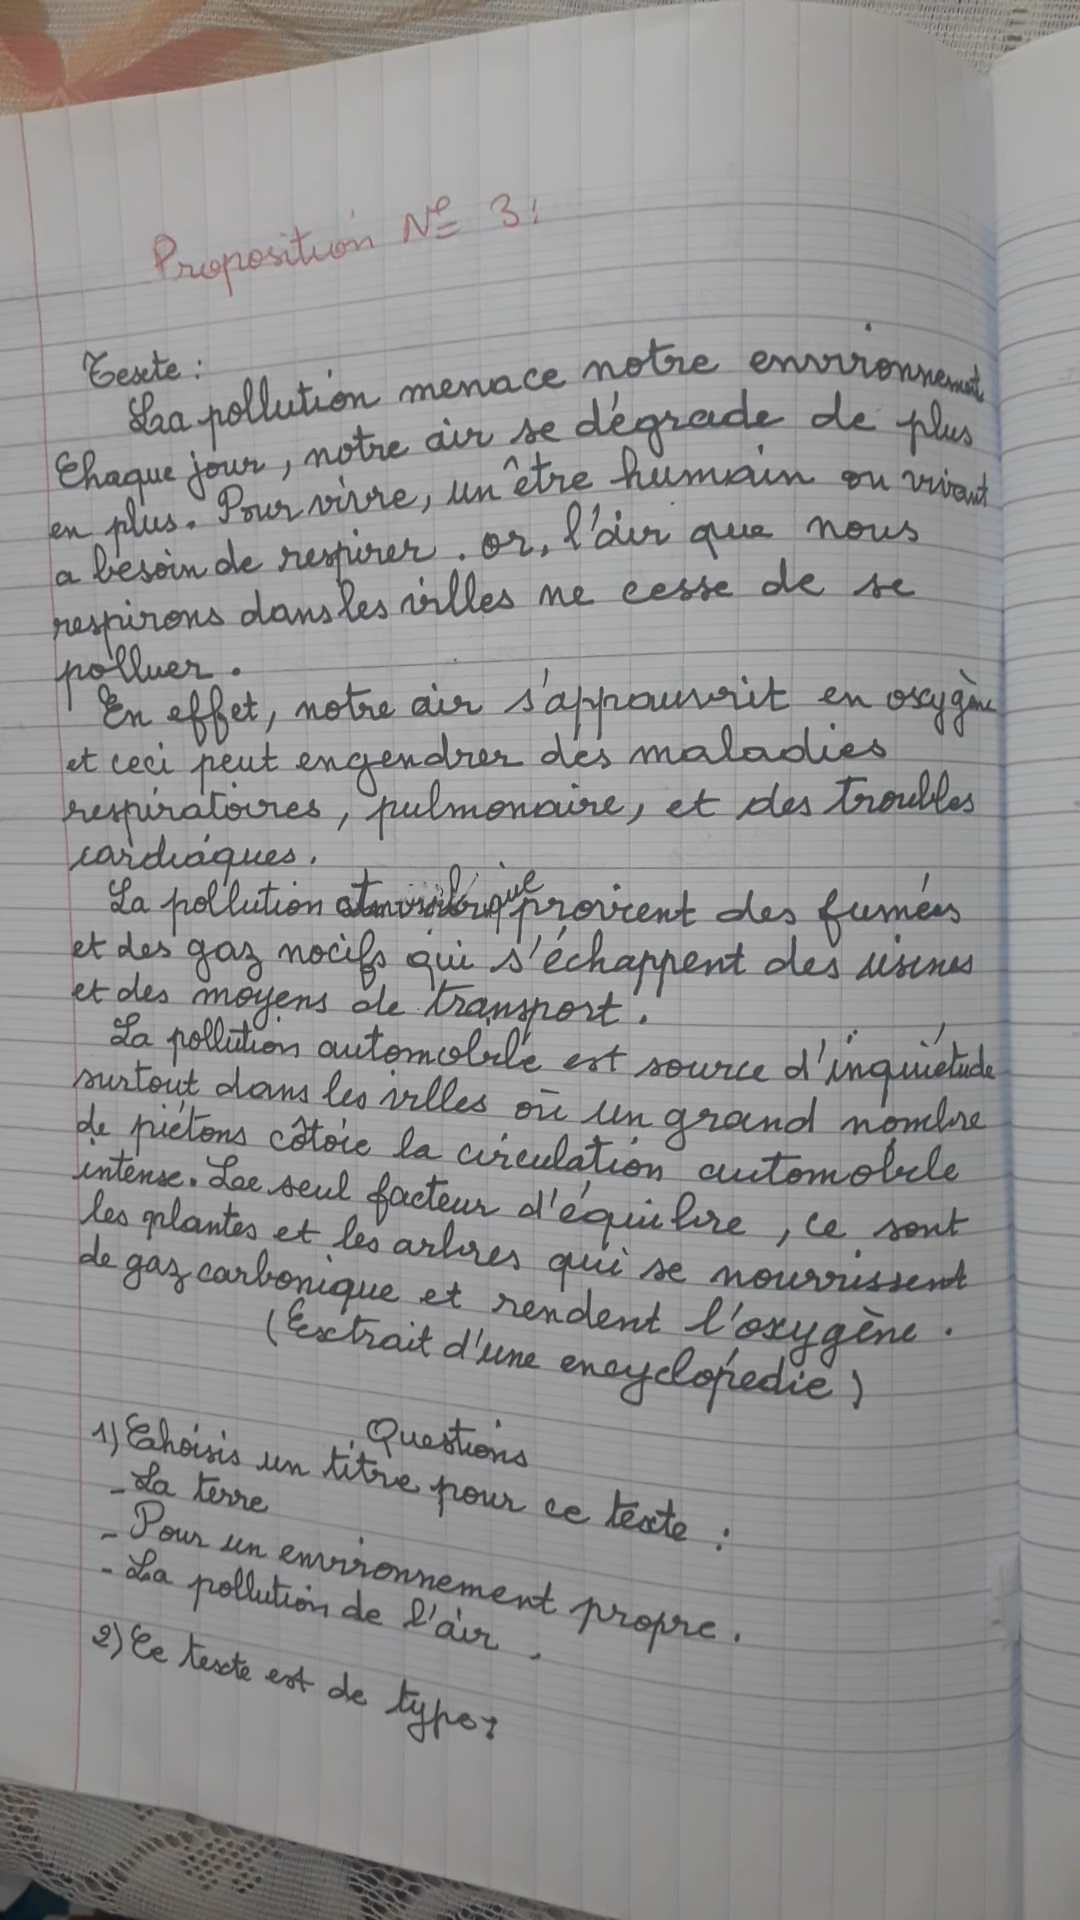 Proposition N° 3:
Texte :
La pollution menace notre environnement
Chaque jour, notre air se dégrade de plus
en plus. Pour vivre, un être humain ou vivant
a besoin de respirer. or, l'air que nous
respirons dans les villes ne cesse de se
polluer.
En effet, notre air s'appauvrit en oxygène
et ceci peut engendrer des maladies
respiratoires, pulmonaire, et des troubles
cardiaques.
La pollution provient des fumées
et des gaz nocifs qui s'échappent des usines
et des moyens de transport.
La pollution automobile est source d'inquiétude
surtout dans les villes où un grand nombre
de piétons côtoie la circulation automobile
intense. Le seul facteur d'équilibre, ce sont
les plantes et les arbres qui se nourrissent
de gaz carbonique et rendent l'oxygène.
(Extrait d'une encyclopédie)
Questions
1) Choisis un titre pour ce texte :
- La terre
- Pour un environnement propre.
- La pollution de l'air.
2) Ce texte est de type: